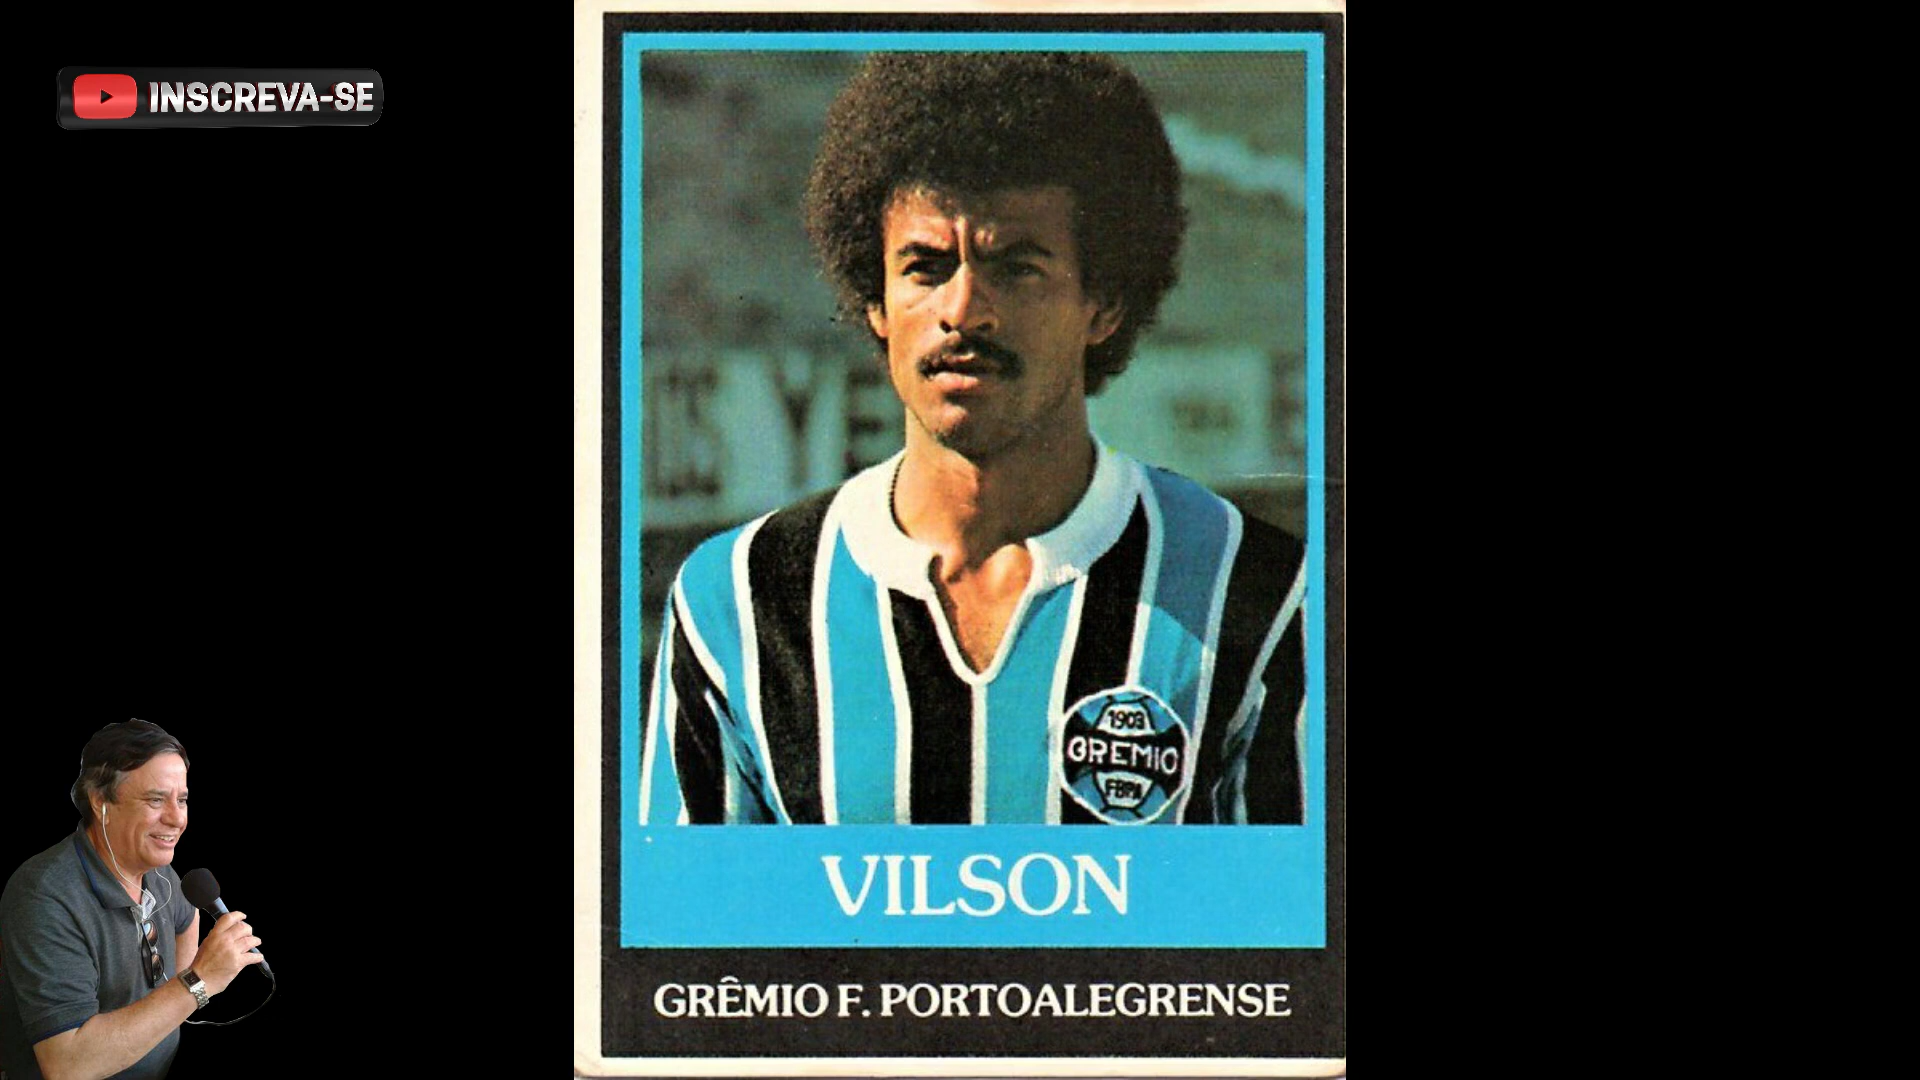 INSCREVA-SE
1903
GREMIO
FBPA
VILSON
GRÊMIO F. PORTOALEGRENSE